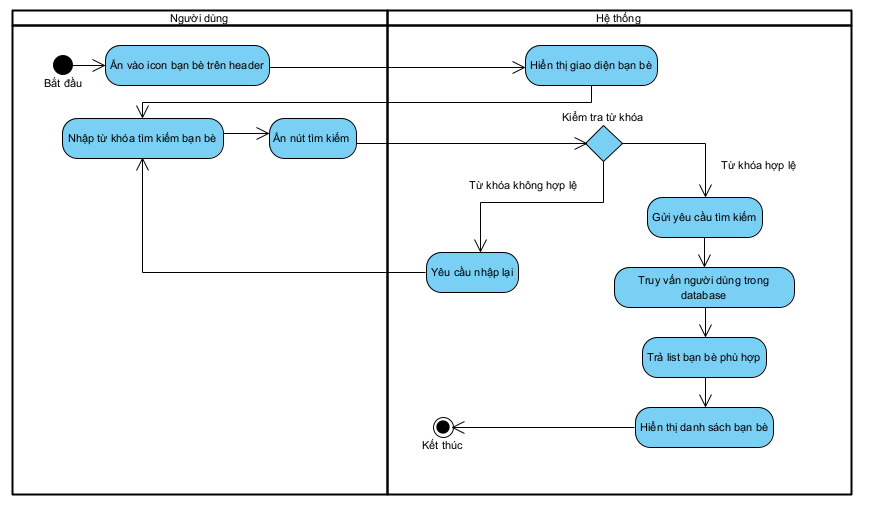 Người dùng
Hệ thống
Bắt đầu
Ấn vào icon bạn bè trên header
Hiển thị giao diện bạn bè
Nhập từ khóa tìm kiếm bạn bè
Ấn nút tìm kiếm
Kiểm tra từ khóa
Từ khóa hợp lệ
Từ khóa không hợp lệ
Gửi yêu cầu tìm kiếm
Yêu cầu nhập lại
Truy vấn người dùng trong
database
Trả list bạn bè phù hợp
Hiển thị danh sách bạn bè
Kết thúc